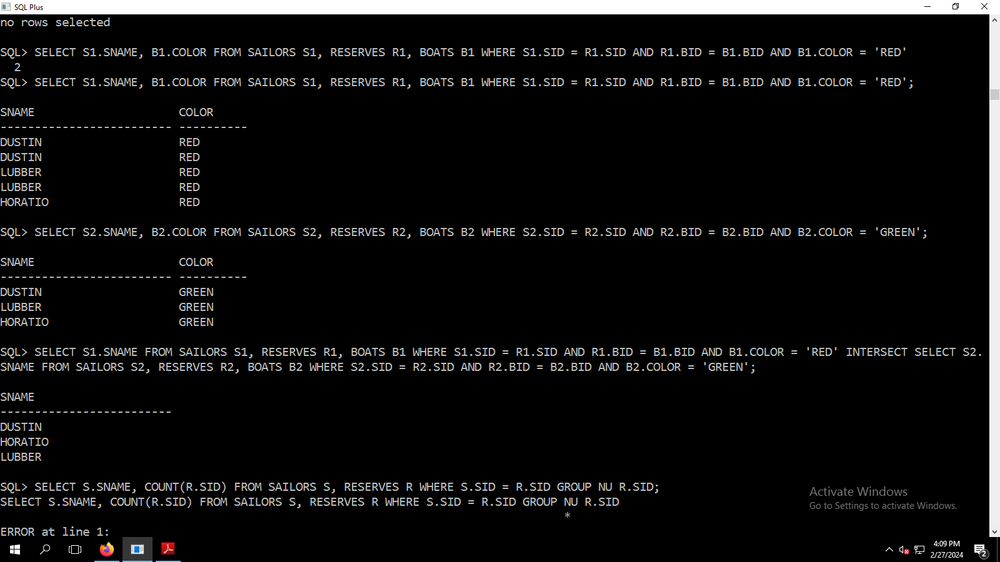 SQL Plus
no rows selected
SQL> SELECT S1.SNAME, B1.COLOR FROM SAILORS S1, RESERVES R1, BOATS B1 WHERE S1.SID = R1.SID AND R1.BID = B1.BID AND B1.COLOR = 'RED'
2
SQL> SELECT S1.SNAME, B1.COLOR FROM SAILORS S1, RESERVES R1, BOATS B1 WHERE S1.SID = R1.SID AND R1.BID = B1.BID AND B1.COLOR = 'RED';
SNAME COLOR
------------------------- ----------
DUSTIN RED
DUSTIN RED
LUBBER RED
LUBBER RED
HORATIO RED
SQL> SELECT S2.SNAME, B2.COLOR FROM SAILORS S2, RESERVES R2, BOATS B2 WHERE S2.SID = R2.SID AND R2.BID = B2.BID AND B2.COLOR = 'GREEN';
SNAME COLOR
------------------------- ----------
DUSTIN GREEN
LUBBER GREEN
HORATIO GREEN
SQL> SELECT S1.SNAME FROM SAILORS S1, RESERVES R1, BOATS B1 WHERE S1.SID = R1.SID AND R1.BID = B1.BID AND B1.COLOR = 'RED' INTERSECT SELECT S2.
SNAME FROM SAILORS S2, RESERVES R2, BOATS B2 WHERE S2.SID = R2.SID AND R2.BID = B2.BID AND B2.COLOR = 'GREEN';
SNAME
-------------------------
DUSTIN
HORATIO
LUBBER
SQL> SELECT S.SNAME, COUNT(R.SID) FROM SAILORS S, RESERVES R WHERE S.SID = R.SID GROUP NU R.SID;
SELECT S.SNAME, COUNT(R.SID) FROM SAILORS S, RESERVES R WHERE S.SID = R.SID GROUP NU R.SID
*
ERROR at line 1:
Activate Windows
Go to Settings to activate Windows.
4:09 PM
2/27/2024
2